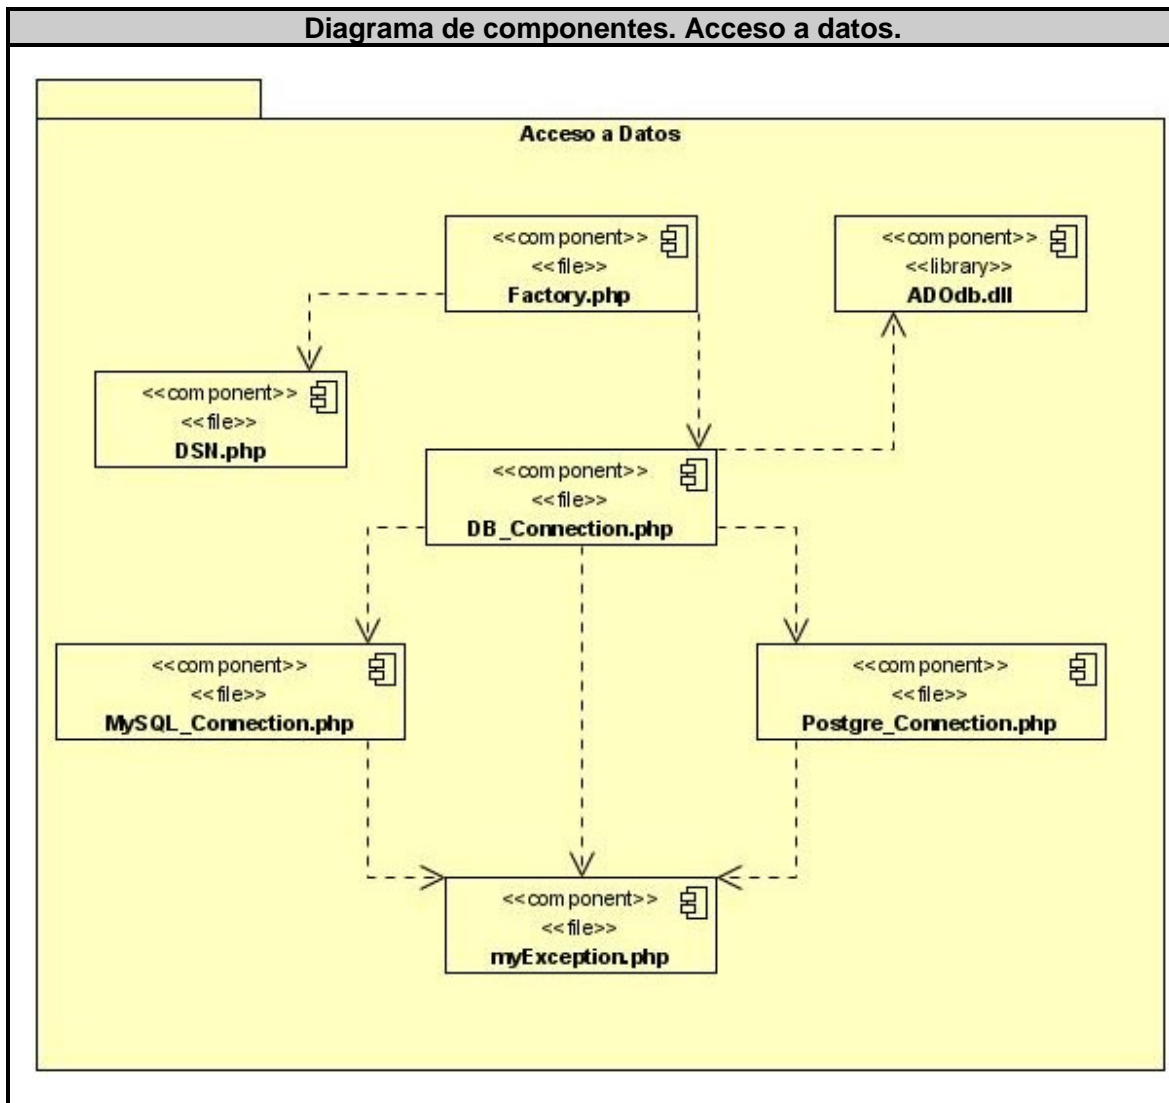 Diagrama de componentes. Acceso a datos.
Acceso a Datos
<<component>>
<<file>>
Factory.php
<<component>>
<<library>>
ADOdb.dll
<<component>>
<<file>>
DSN.php
<<component>>
<<file>>
DB_Connection.php
<<component>>
<<file>>
MySQL_Connection.php
<<component>>
<<file>>
Postgre_Connection.php
<<component>>
<<file>>
myException.php